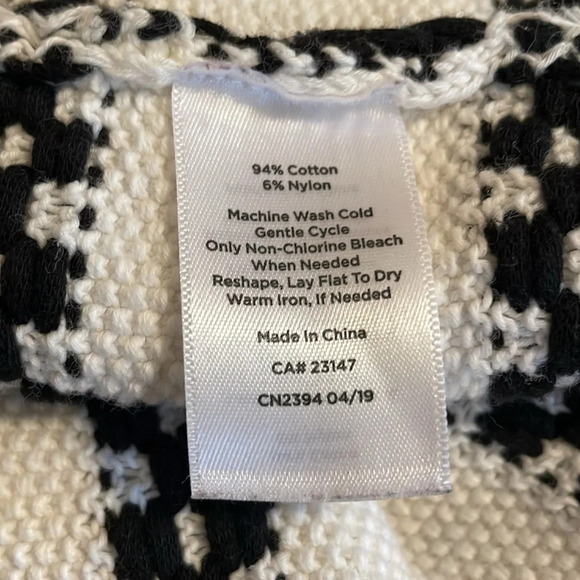 94% Cotton
6% Nylon
Machine Wash Cold
Gentle Cycle
Only Non-Chlorine Bleach
When Needed
Reshape, Lay Flat To Dry
Warm Iron, If Needed
Made In China
CA# 23147
CN2394 04/19